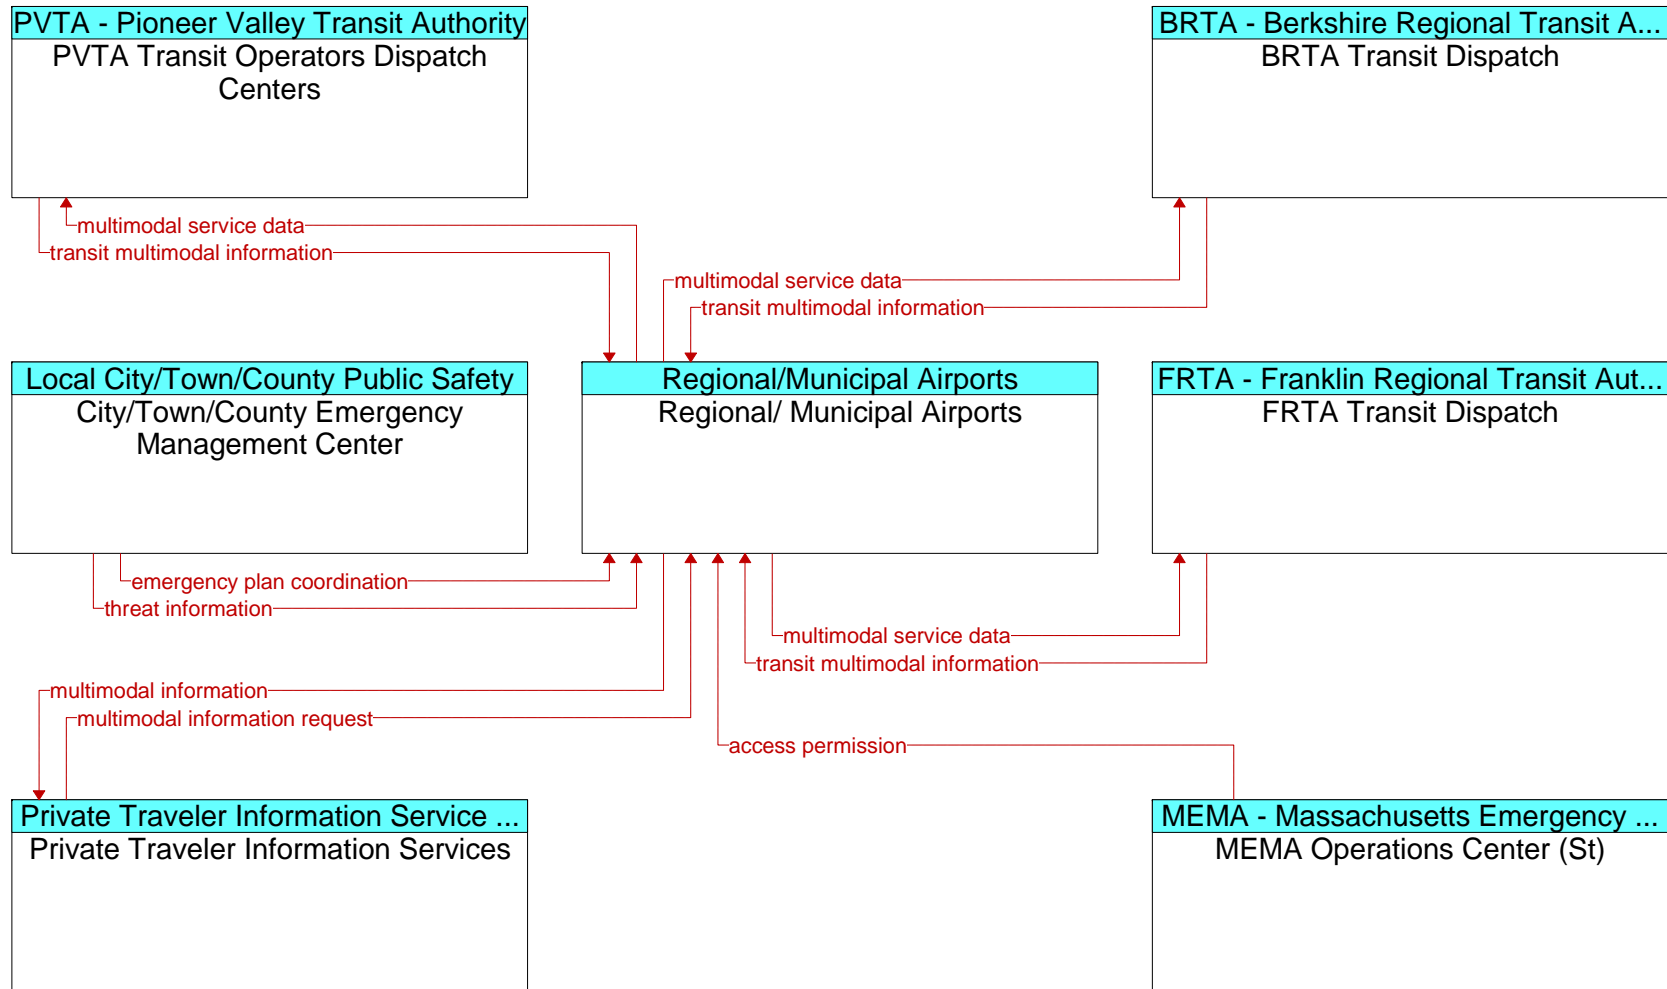 PVTA - Pioneer Valley Transit Authority
PVTA Transit Operators Dispatch
Centers
BRTA - Berkshire Regional Transit A...
BRTA Transit Dispatch
multimodal service data
transit multimodal information
multimodal service data
transit multimodal information
Local City/Town/County Public Safety
City/Town/County Emergency
Management Center
Regional/Municipal Airports
Regional/ Municipal Airports
FRTA - Franklin Regional Transit Aut...
FRTA Transit Dispatch
emergency plan coordination
threat information
multimodal service data
transit multimodal information
multimodal information
multimodal information request
access permission
Private Traveler Information Service ...
Private Traveler Information Services
MEMA - Massachusetts Emergency ...
MEMA Operations Center (St)